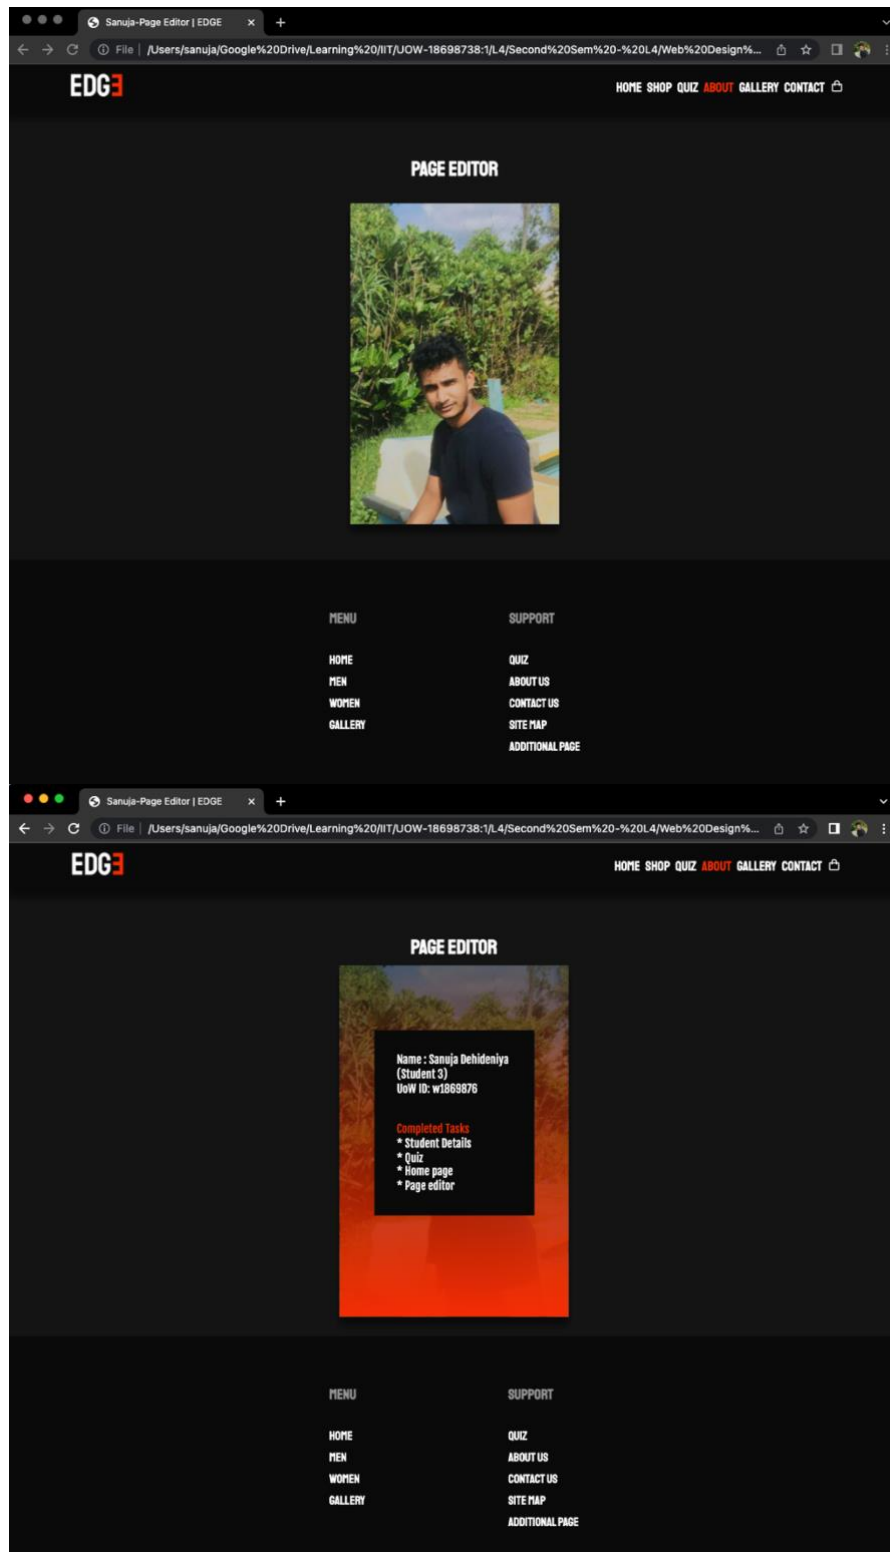 Sanuja-Page Editor | EDGE
File | /Users/sanuja/Google%20Drive/Learning%20/IIT/UOW-18698738:1/L4/Second%20Sem%20-%20L4/Web%20Design%...
EDGE
HOME SHOP QUIZ ABOUT GALLERY CONTACT
PAGE EDITOR
MENU SUPPORT
HOME QUIZ
MEN ABOUT US
WOMEN CONTACT US
GALLERY SITE MAP
ADDITIONAL PAGE
Sanuja-Page Editor | EDGE
File | /Users/sanuja/Google%20Drive/Learning%20/IIT/UOW-18698738:1/L4/Second%20Sem%20-%20L4/Web%20Design%...
EDGE
HOME SHOP QUIZ ABOUT GALLERY CONTACT
PAGE EDITOR
Name : Sanuja Dehideniya
(Student 3)
UoW ID: w1869876
Completed Tasks
* Student Details
* Quiz
* Home page
* Page editor
MENU SUPPORT
HOME QUIZ
MEN ABOUT US
WOMEN CONTACT US
GALLERY SITE MAP
ADDITIONAL PAGE